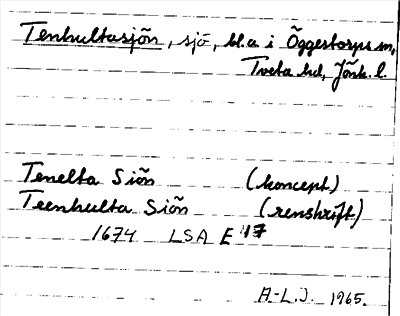 Tenhultasjön, sjö, bl.a i Öggestorps sn,
Tveta hd, Jönk. l.
Tenelta Siön (koncept)
Teenhulta Siön (renskrift)
1674 LSA E 17
A.-L.J. 1965.